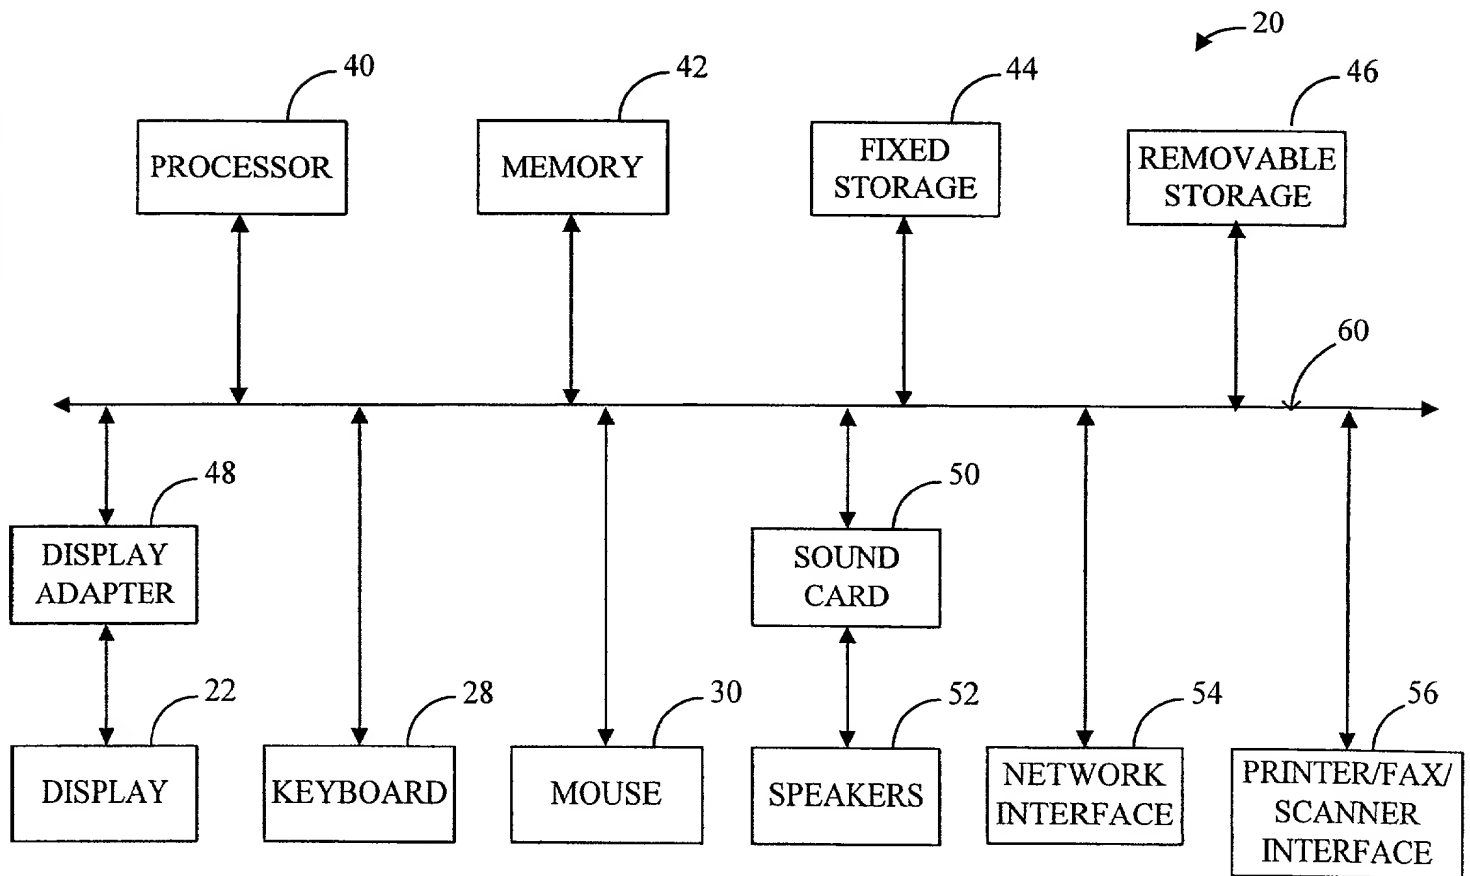 20
40
42
44
46
PROCESSOR
MEMORY
FIXED
STORAGE
REMOVABLE
STORAGE
60
48
50
DISPLAY
ADAPTER
SOUND
CARD
22
28
30
52
54
56
DISPLAY
KEYBOARD
MOUSE
SPEAKERS
NETWORK
INTERFACE
PRINTER/FAX/
SCANNER
INTERFACE